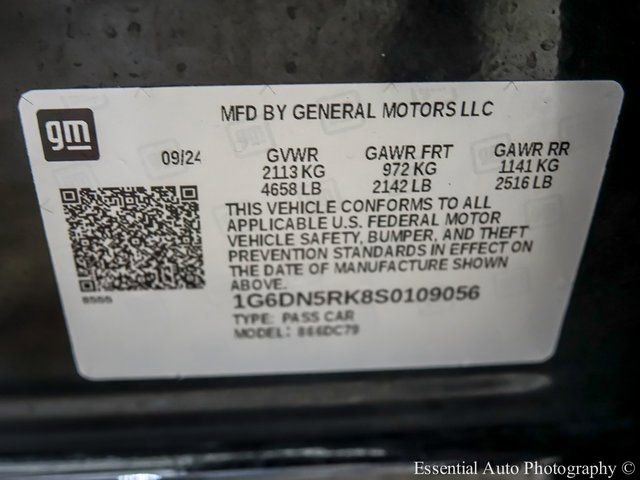 gm
MFD BY GENERAL MOTORS LLC
09/24
GVWR GAWR FRT GAWR RR
2113 KG 972 KG 1141 KG
4658 LB 2142 LB 2516 LB
THIS VEHICLE CONFORMS TO ALL
APPLICABLE U.S. FEDERAL MOTOR
VEHICLE SAFETY, BUMPER, AND THEFT
PREVENTION STANDARDS IN EFFECT ON
THE DATE OF MANUFACTURE SHOWN
ABOVE.
1G6DN5RK8S0109056
TYPE: PASS CAR
MODEL:
Essential Auto Photography ©